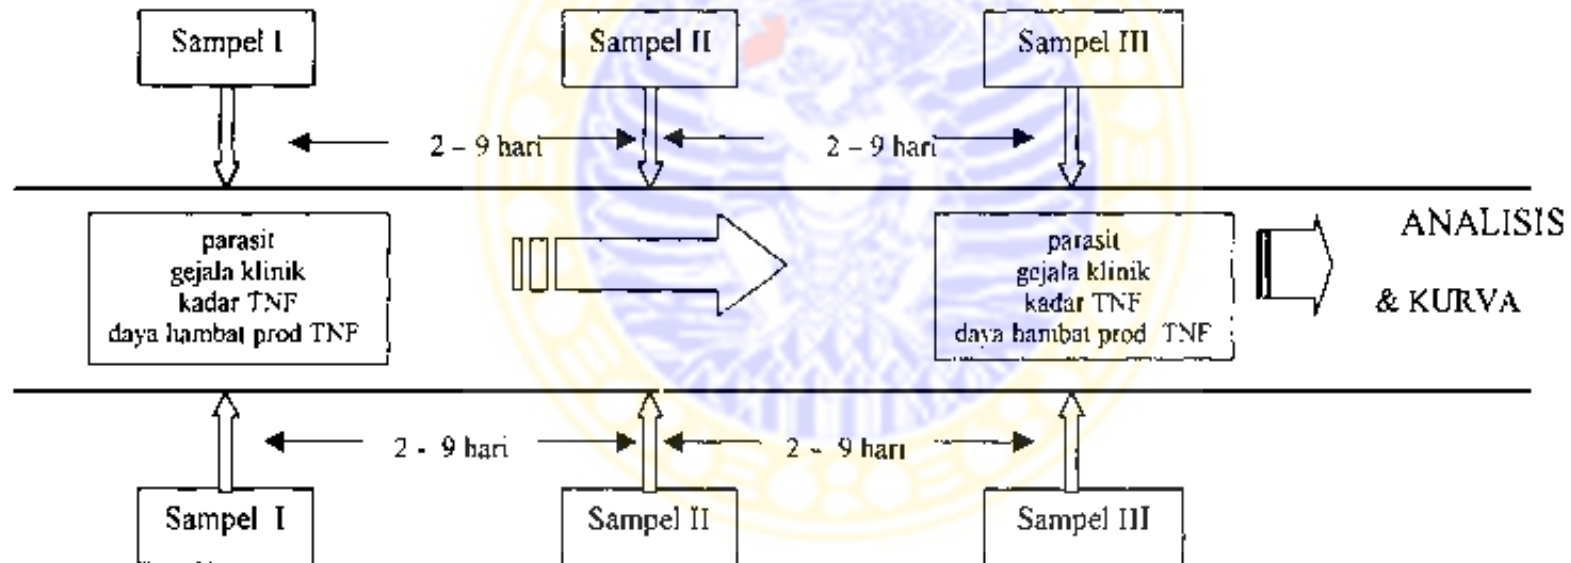 Sampel I
Sampel II
Sampel III
2 – 9 hari
2 – 9 hari
parasit
gejala klinik
kadar TNF
daya hambat prod TNF
parasit
gejala klinik
kadar TNF
daya hambat prod TNF
ANALISIS
& KURVA
2 - 9 hari
2 - 9 hari
Sampel I
Sampel II
Sampel III